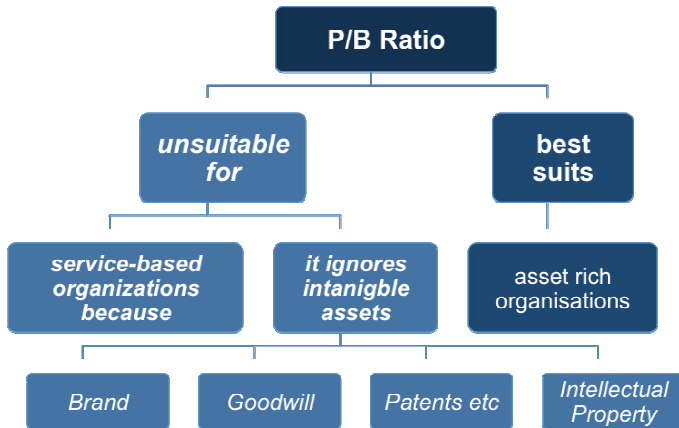 P/B Ratio
unsuitable
for
best
suits
service-based
organizations
because
it ignores
intanigble
assets
asset rich
organisations
Brand
Goodwill
Patents etc
Intellectual
Property